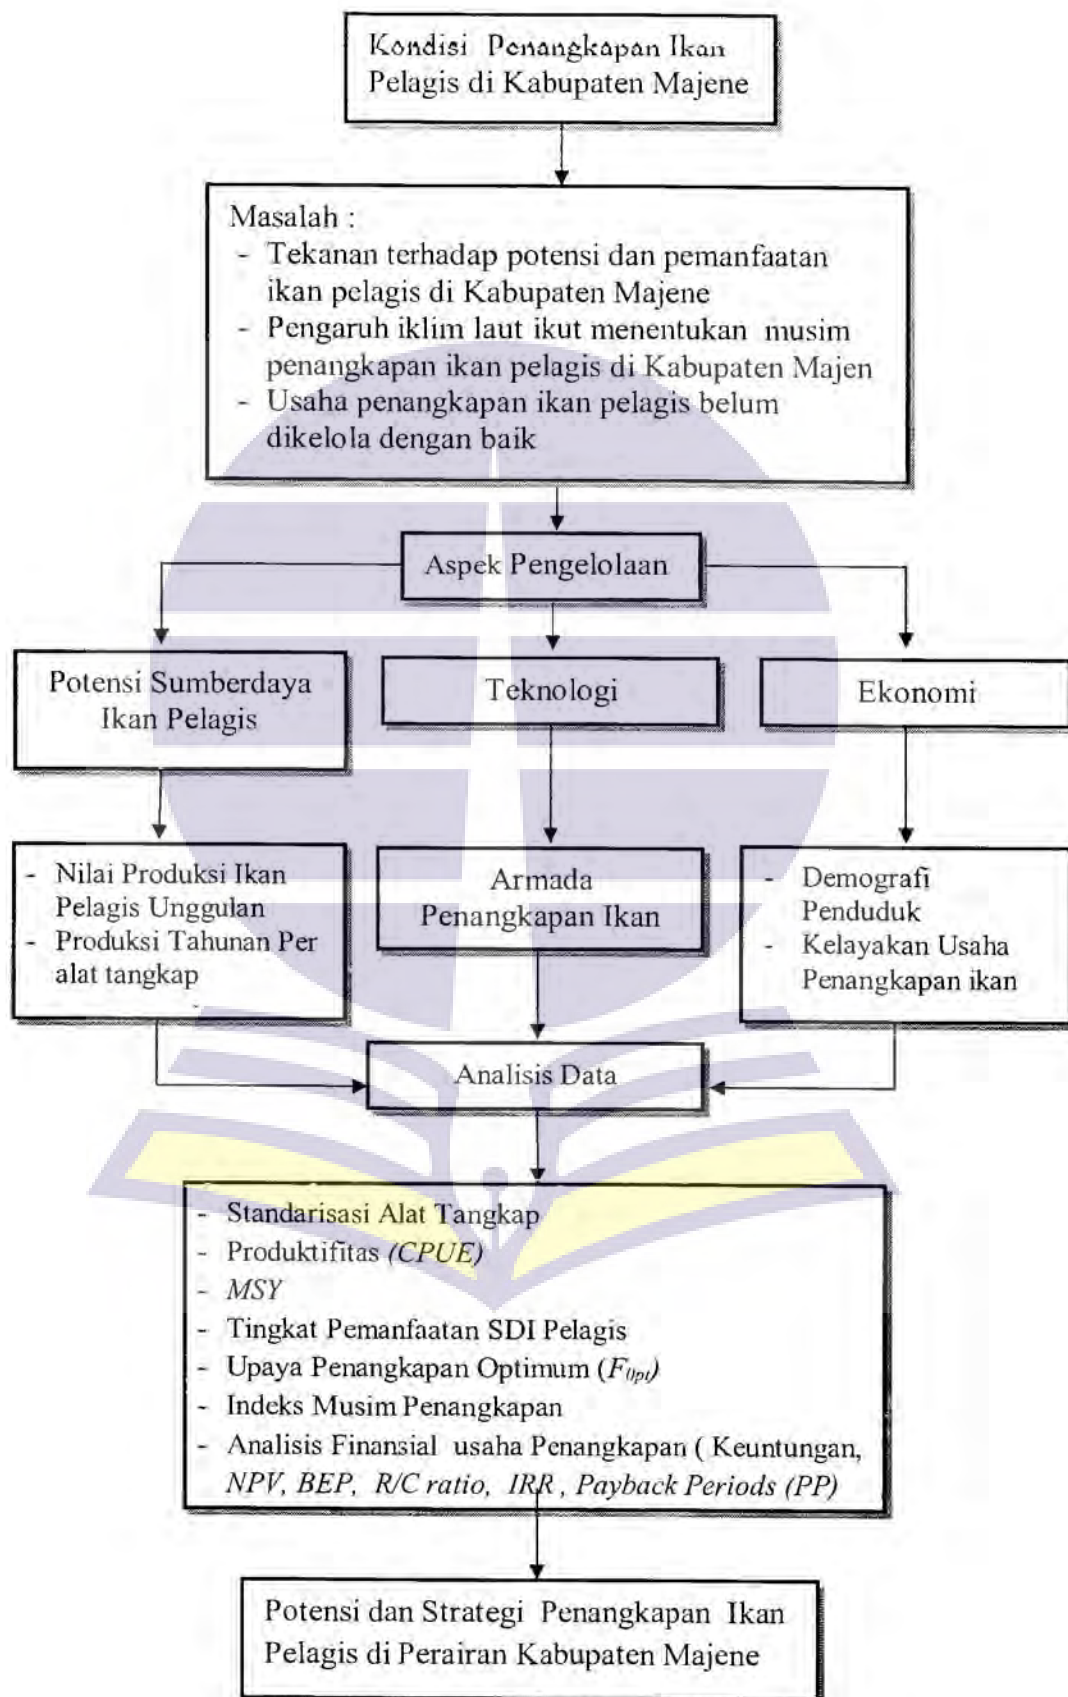 Kondisi Penangkapan Ikan
Pelagis di Kabupaten Majene
Masalah :
- Tekanan terhadap potensi dan pemanfaatan
ikan pelagis di Kabupaten Majene
- Pengaruh iklim laut ikut menentukan musim
penangkapan ikan pelagis di Kabupaten Majen
- Usaha penangkapan ikan pelagis belum
dikelola dengan baik
Aspek Pengelolaan
Potensi Sumberdaya
Ikan Pelagis
Teknologi
Ekonomi
- Nilai Produksi Ikan
Pelagis Unggulan
- Produksi Tahunan Per
alat tangkap
Armada
Penangkapan Ikan
- Demografi
Penduduk
- Kelayakan Usaha
Penangkapan ikan
Analisis Data
- Standarisasi Alat Tangkap
- Produktifitas (CPUE)
- MSY
- Tingkat Pemanfaatan SDI Pelagis
- Upaya Penangkapan Optimum (F0pt)
- Indeks Musim Penangkapan
- Analisis Finansial usaha Penangkapan ( Keuntungan,
NPV, BEP, R/C ratio, IRR , Payback Periods (PP)
Potensi dan Strategi Penangkapan Ikan
Pelagis di Perairan Kabupaten Majene